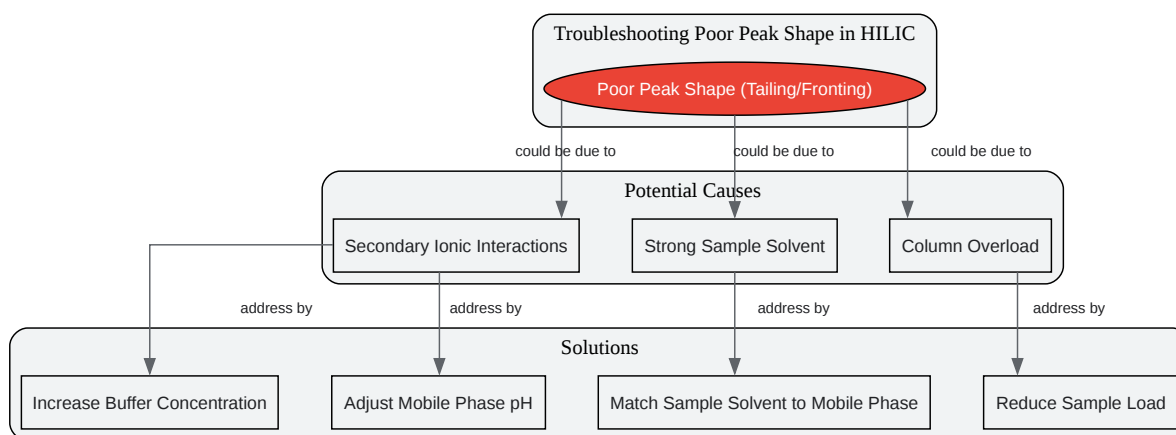 Troubleshooting Poor Peak Shape in HILIC
Poor Peak Shape (Tailing/Fronting)
could be due to
could be due to
could be due to
Potential Causes
Secondary Ionic Interactions
Strong Sample Solvent
Column Overload
address by
address by
address by
address by
Solutions
Increase Buffer Concentration
Adjust Mobile Phase pH
Match Sample Solvent to Mobile Phase
Reduce Sample Load